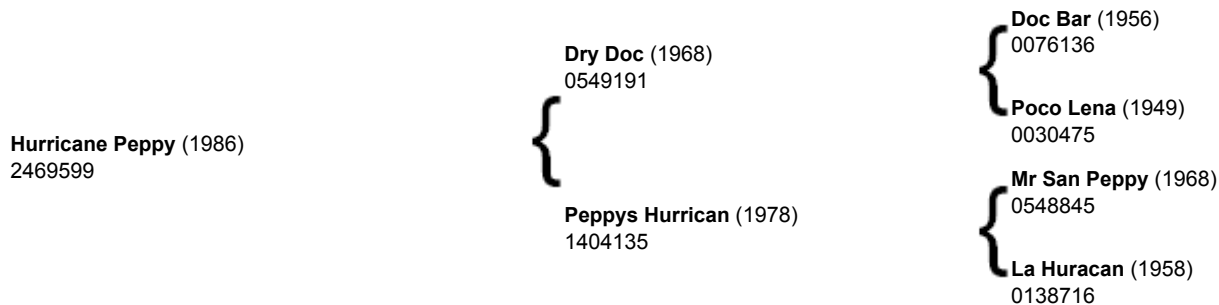 Hurricane Peppy (1986)
2469599
Dry Doc (1968)
0549191
Peppys Hurrican (1978)
1404135
Doc Bar (1956)
0076136
Poco Lena (1949)
0030475
Mr San Peppy (1968)
0548845
La Huracan (1958)
0138716